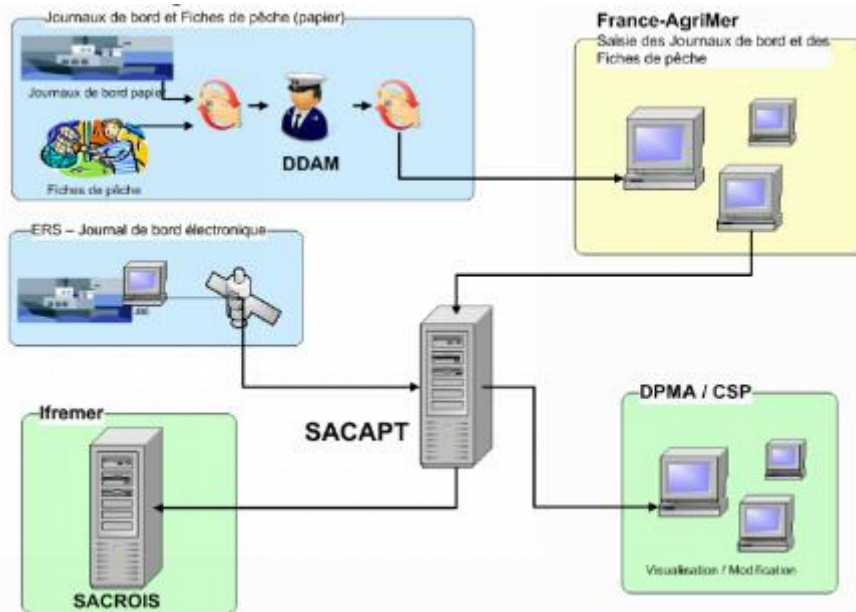 Journaux de bord et Fiches de pêche (papier)
Journaux de bord papier
Fiches de pêche
DDAM
France-AgriMer
Saisie des Journaux de bord et des
Fiches de pêche
ERS – Journal de bord électronique
SACAPT
Ifremer
SACROIS
DPMA / CSP
Visualisation / Modification